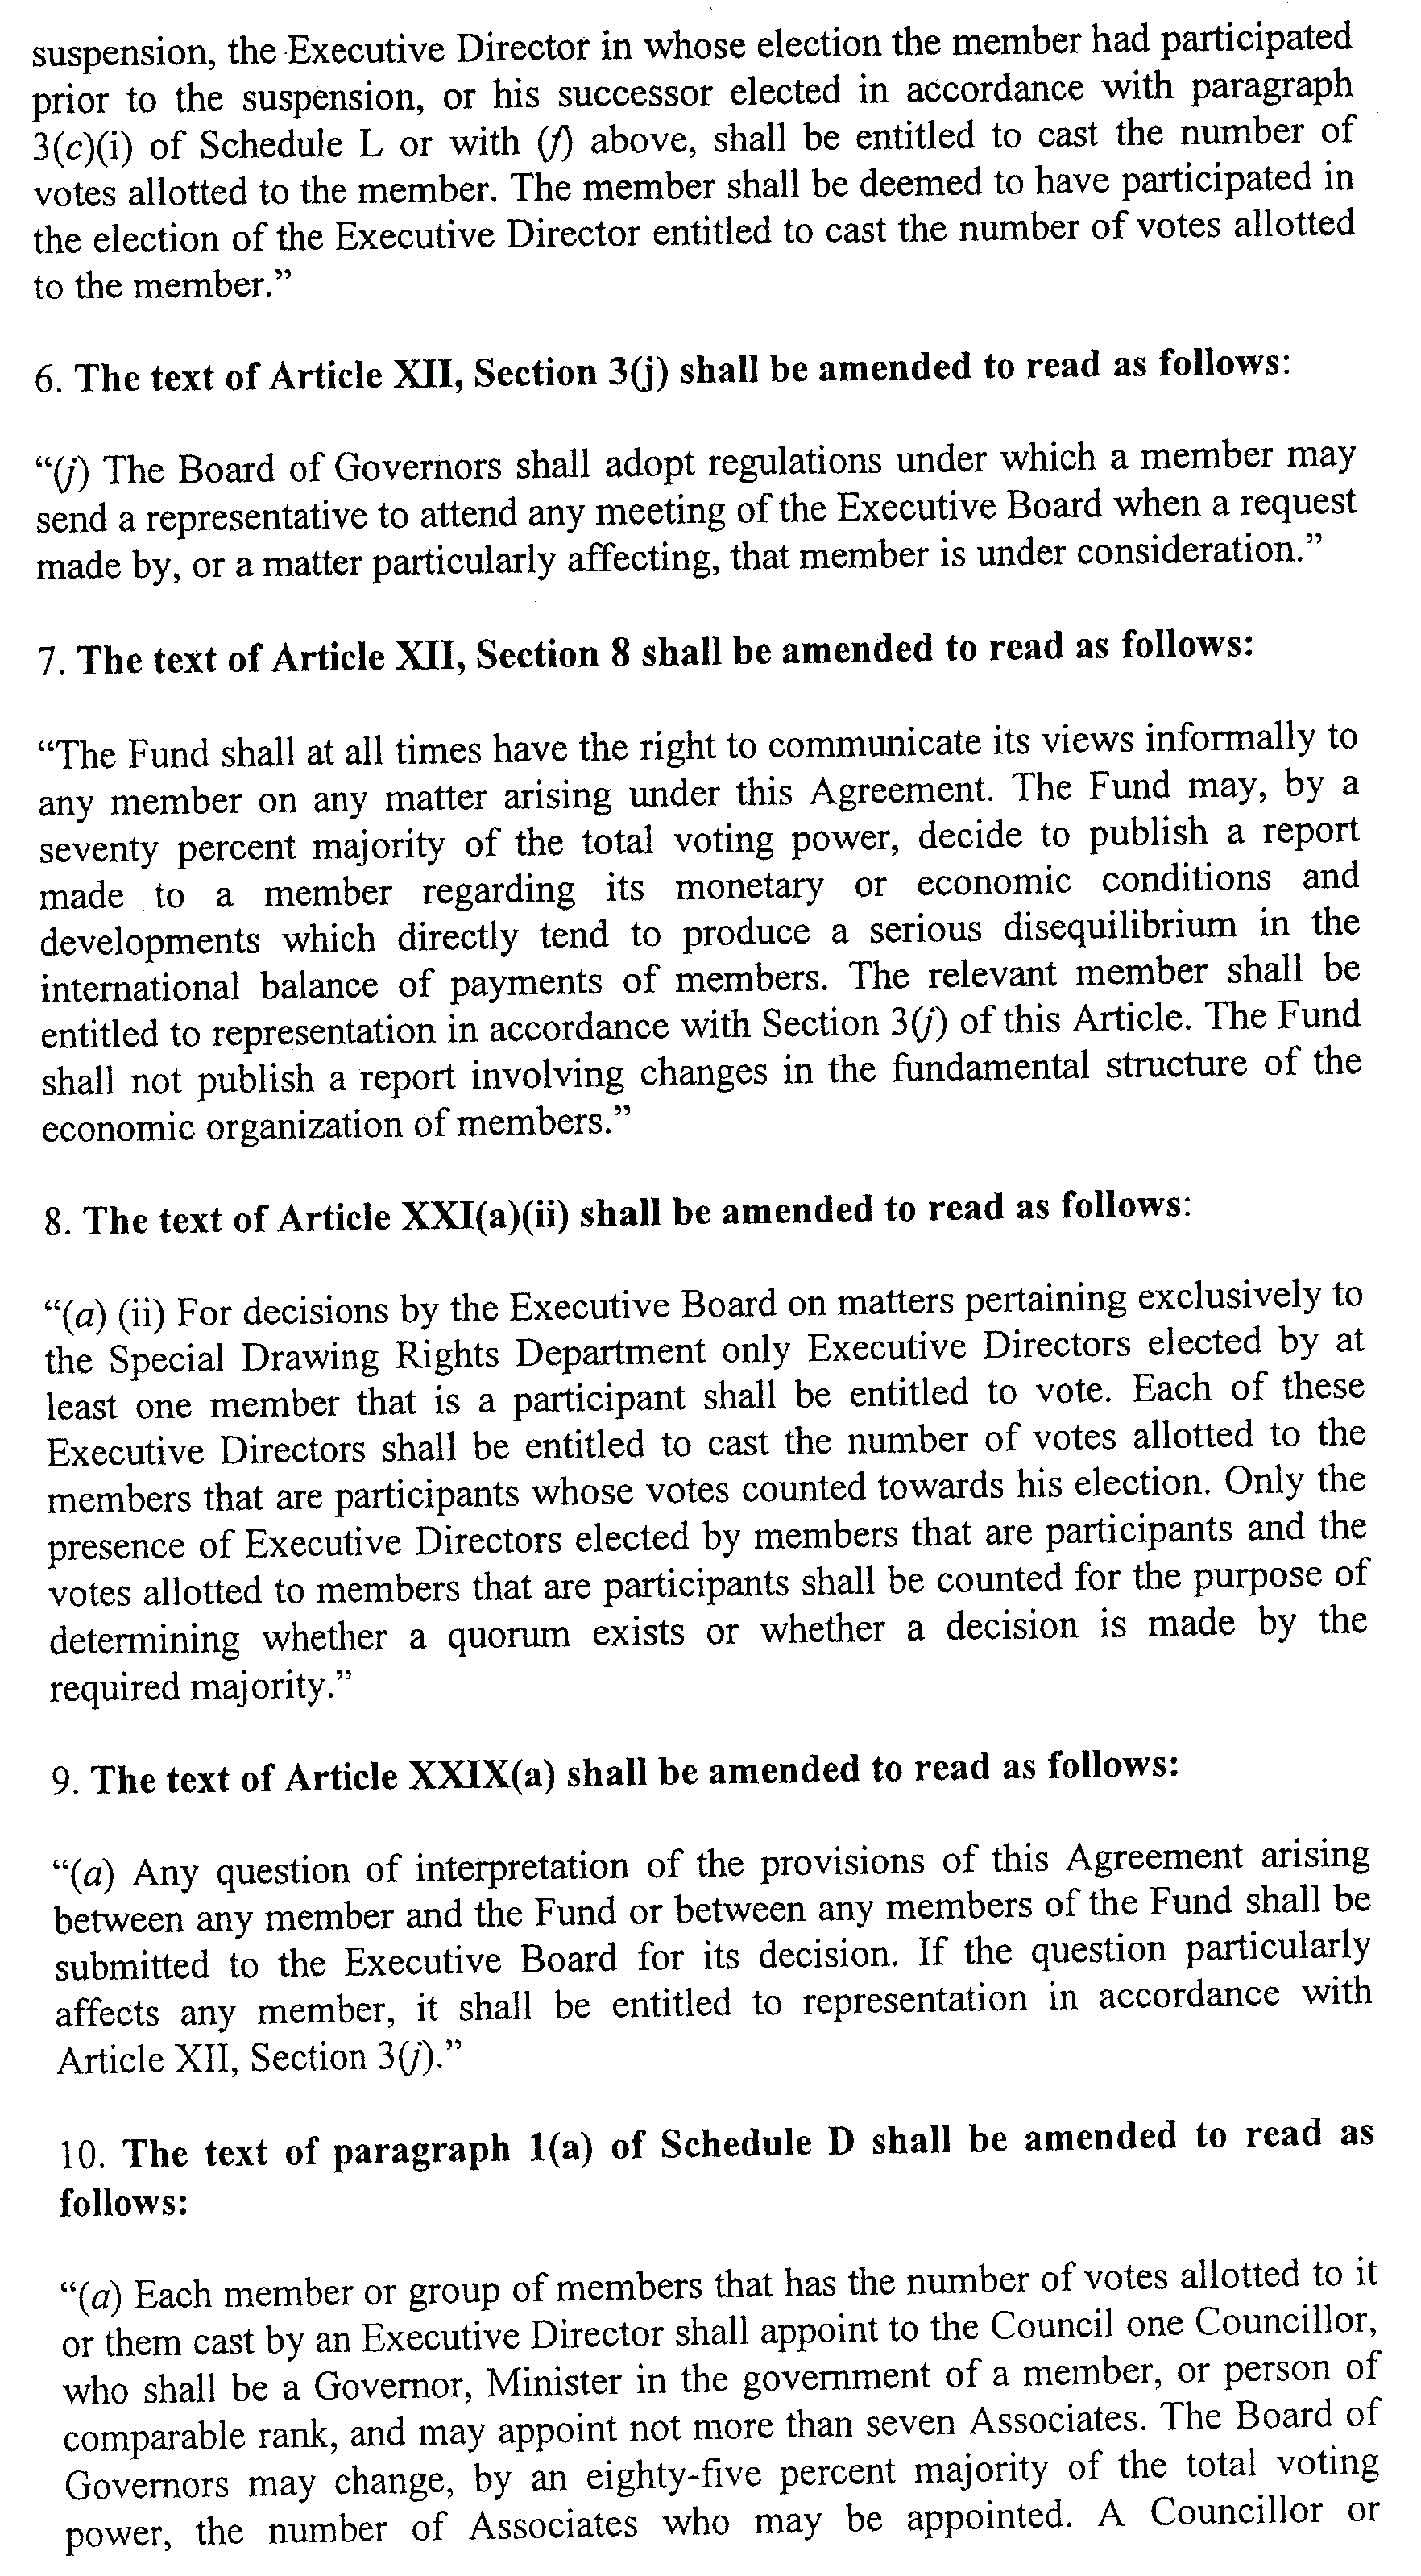 suspension, the Executive Director in whose election the member had participated
prior to the suspension, or his successor elected in accordance with paragraph
3(c)(i) of Schedule L or with (f) above, shall be entitled to cast the number of
votes allotted to the member. The member shall be deemed to have participated in
the election of the Executive Director entitled to cast the number of votes allotted
to the member.”
6. The text of Article XII, Section 3(j) shall be amended to read as follows:
“(j) The Board of Governors shall adopt regulations under which a member may
send a representative to attend any meeting of the Executive Board when a request
made by, or a matter particularly affecting, that member is under consideration.”
7. The text of Article XII, Section 8 shall be amended to read as follows:
“The Fund shall at all times have the right to communicate its views informally to
any member on any matter arising under this Agreement. The Fund may, by a
seventy percent majority of the total voting power, decide to publish a report
made to a member regarding its monetary or economic conditions and
developments which directly tend to produce a serious disequilibrium in the
international balance of payments of members. The relevant member shall be
entitled to representation in accordance with Section 3(j) of this Article. The Fund
shall not publish a report involving changes in the fundamental structure of the
economic organization of members.”
8. The text of Article XXI(a)(ii) shall be amended to read as follows:
“(a) (ii) For decisions by the Executive Board on matters pertaining exclusively to
the Special Drawing Rights Department only Executive Directors elected by at
least one member that is a participant shall be entitled to vote. Each of these
Executive Directors shall be entitled to cast the number of votes allotted to the
members that are participants whose votes counted towards his election. Only the
presence of Executive Directors elected by members that are participants and the
votes allotted to members that are participants shall be counted for the purpose of
determining whether a quorum exists or whether a decision is made by the
required majority.”
9. The text of Article XXIX(a) shall be amended to read as follows:
“(a) Any question of interpretation of the provisions of this Agreement arising
between any member and the Fund or between any members of the Fund shall be
submitted to the Executive Board for its decision. If the question particularly
affects any member, it shall be entitled to representation in accordance with
Article XII, Section 3(j).”
10. The text of paragraph 1(a) of Schedule D shall be amended to read as
follows:
“(a) Each member or group of members that has the number of votes allotted to it
or them cast by an Executive Director shall appoint to the Council one Councillor,
who shall be a Governor, Minister in the government of a member, or person of
comparable rank, and may appoint not more than seven Associates. The Board of
Governors may change, by an eighty-five percent majority of the total voting
power, the number of Associates who may be appointed. A Councillor or